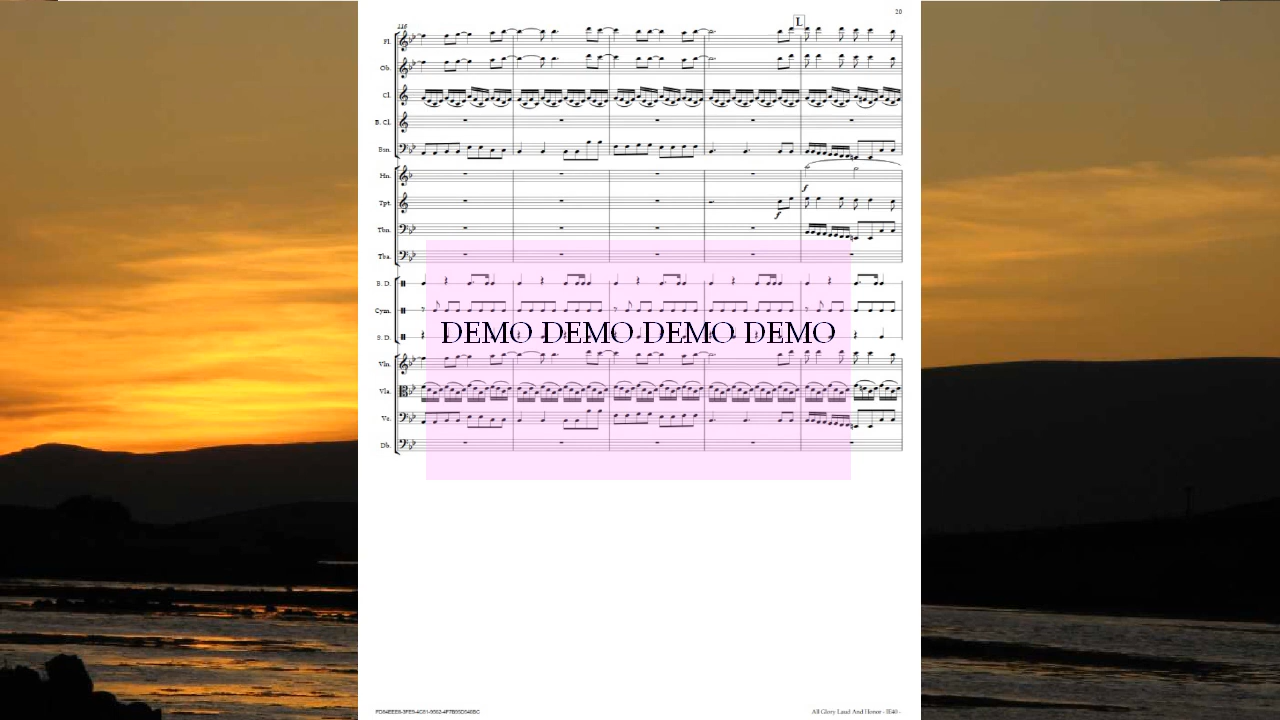 20
116
L
Fl.
Ob.
Cl.
B. Cl.
Bsn.
Hn.
f
Tpt.
f
Tbn.
Tba.
B. D.
Cym.
DEMO DEMO DEMO DEMO
S. D.
Vln.
Vla.
Vc.
Db.
All Glory Laud And Honor